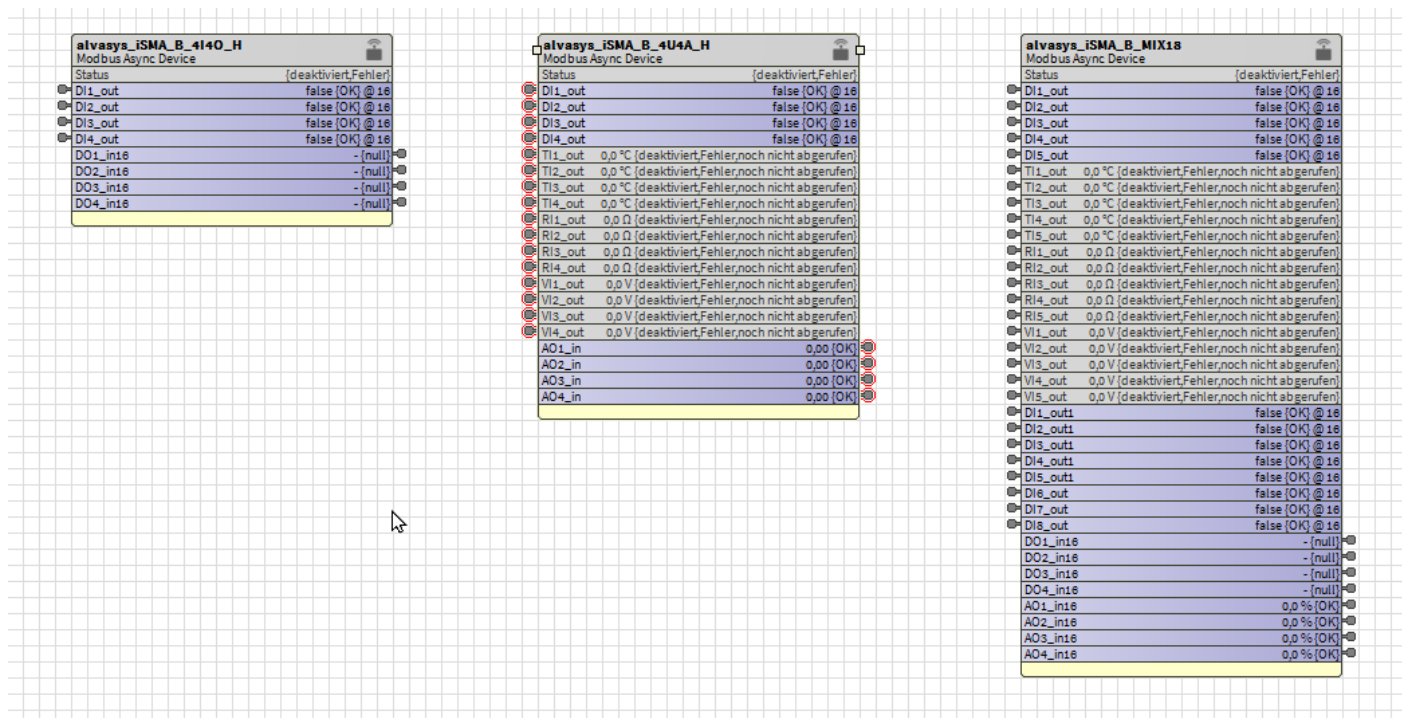 alvasys_iSMA_B_4I4O_H
Modbus Async Device
Status {deaktiviert,Fehler}
DI1_out false {OK} @ 16
DI2_out false {OK} @ 16
DI3_out false {OK} @ 16
DI4_out false {OK} @ 16
DO1_in16 - {null}
DO2_in16 - {null}
DO3_in16 - {null}
DO4_in16 - {null}
alvasys_iSMA_B_4U4A_H
Modbus Async Device
Status {deaktiviert,Fehler}
DI1_out false {OK} @ 16
DI2_out false {OK} @ 16
DI3_out false {OK} @ 16
DI4_out false {OK} @ 16
TI1_out 0,0 °C {deaktiviert,Fehler,noch nicht abgerufen}
TI2_out 0,0 °C {deaktiviert,Fehler,noch nicht abgerufen}
TI3_out 0,0 °C {deaktiviert,Fehler,noch nicht abgerufen}
TI4_out 0,0 °C {deaktiviert,Fehler,noch nicht abgerufen}
RI1_out 0,0 Ω {deaktiviert,Fehler,noch nicht abgerufen}
RI2_out 0,0 Ω {deaktiviert,Fehler,noch nicht abgerufen}
RI3_out 0,0 Ω {deaktiviert,Fehler,noch nicht abgerufen}
RI4_out 0,0 Ω {deaktiviert,Fehler,noch nicht abgerufen}
VI1_out 0,0 V {deaktiviert,Fehler,noch nicht abgerufen}
VI2_out 0,0 V {deaktiviert,Fehler,noch nicht abgerufen}
VI3_out 0,0 V {deaktiviert,Fehler,noch nicht abgerufen}
VI4_out 0,0 V {deaktiviert,Fehler,noch nicht abgerufen}
AO1_in 0,00 {OK}
AO2_in 0,00 {OK}
AO3_in 0,00 {OK}
AO4_in 0,00 {OK}
alvasys_iSMA_B_MIX18
Modbus Async Device
Status {deaktiviert,Fehler}
DI1_out false {OK} @ 16
DI2_out false {OK} @ 16
DI3_out false {OK} @ 16
DI4_out false {OK} @ 16
DI5_out false {OK} @ 16
TI1_out 0,0 °C {deaktiviert,Fehler,noch nicht abgerufen}
TI2_out 0,0 °C {deaktiviert,Fehler,noch nicht abgerufen}
TI3_out 0,0 °C {deaktiviert,Fehler,noch nicht abgerufen}
TI4_out 0,0 °C {deaktiviert,Fehler,noch nicht abgerufen}
TI5_out 0,0 °C {deaktiviert,Fehler,noch nicht abgerufen}
RI1_out 0,0 Ω {deaktiviert,Fehler,noch nicht abgerufen}
RI2_out 0,0 Ω {deaktiviert,Fehler,noch nicht abgerufen}
RI3_out 0,0 Ω {deaktiviert,Fehler,noch nicht abgerufen}
RI4_out 0,0 Ω {deaktiviert,Fehler,noch nicht abgerufen}
RI5_out 0,0 Ω {deaktiviert,Fehler,noch nicht abgerufen}
VI1_out 0,0 V {deaktiviert,Fehler,noch nicht abgerufen}
VI2_out 0,0 V {deaktiviert,Fehler,noch nicht abgerufen}
VI3_out 0,0 V {deaktiviert,Fehler,noch nicht abgerufen}
VI4_out 0,0 V {deaktiviert,Fehler,noch nicht abgerufen}
VI5_out 0,0 V {deaktiviert,Fehler,noch nicht abgerufen}
DI1_out1 false {OK} @ 16
DI2_out1 false {OK} @ 16
DI3_out1 false {OK} @ 16
DI4_out1 false {OK} @ 16
DI5_out1 false {OK} @ 16
DI6_out false {OK} @ 16
DI7_out false {OK} @ 16
DI8_out false {OK} @ 16
DO1_in16 - {null}
DO2_in16 - {null}
DO3_in16 - {null}
DO4_in16 - {null}
AO1_in16 0,0 % {OK}
AO2_in16 0,0 % {OK}
AO3_in16 0,0 % {OK}
AO4_in16 0,0 % {OK}